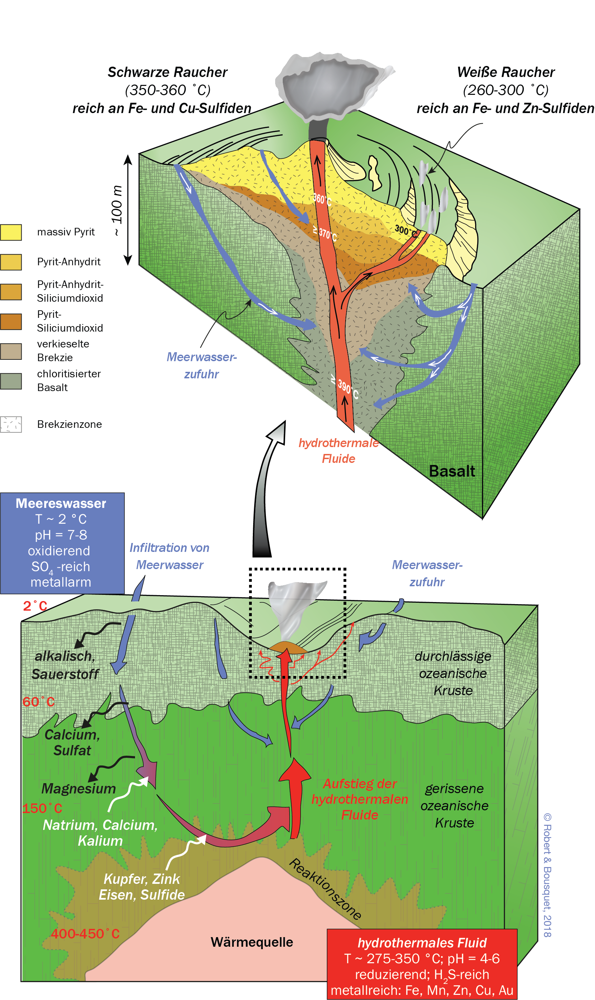 Schwarze Raucher
(350-360 °C)
reich an Fe- und Cu-Sulfiden
Weiße Raucher
(260-300 °C)
reich an Fe- und Zn-Sulfiden
~ 100 m
360°C
≥ 370°C
300°C
≥ 390°C
massiv Pyrit
Pyrit-Anhydrit
Pyrit-Anhydrit-
Siliciumdioxid
Pyrit-
Siliciumdioxid
verkieselte
Brekzie
chloritisierter
Basalt
Brekzienzone
Meerwasser-
zufuhr
hydrothermale
Fluide
Basalt
Meereswasser
T ~ 2 °C
pH = 7-8
oxidierend
SO4 -reich
metallarm
Infiltration von
Meerwasser
Meerwasser-
zufuhr
2°C
alkalisch,
Sauerstoff
durchlässige
ozeanische
Kruste
60°C
Calcium,
Sulfat
Magnesium
150°C
Natrium, Calcium,
Kalium
Aufstieg der
hydrothermalen
Fluide
gerissene
ozeanische
Kruste
Kupfer, Zink
Eisen, Sulfide
Reaktionszone
400-450°C
Wärmequelle
hydrothermales Fluid
T ~ 275-350 °C; pH = 4-6
reduzierend; H2S-reich
metallreich: Fe, Mn, Zn, Cu, Au
© Robert & Bousquet, 2018